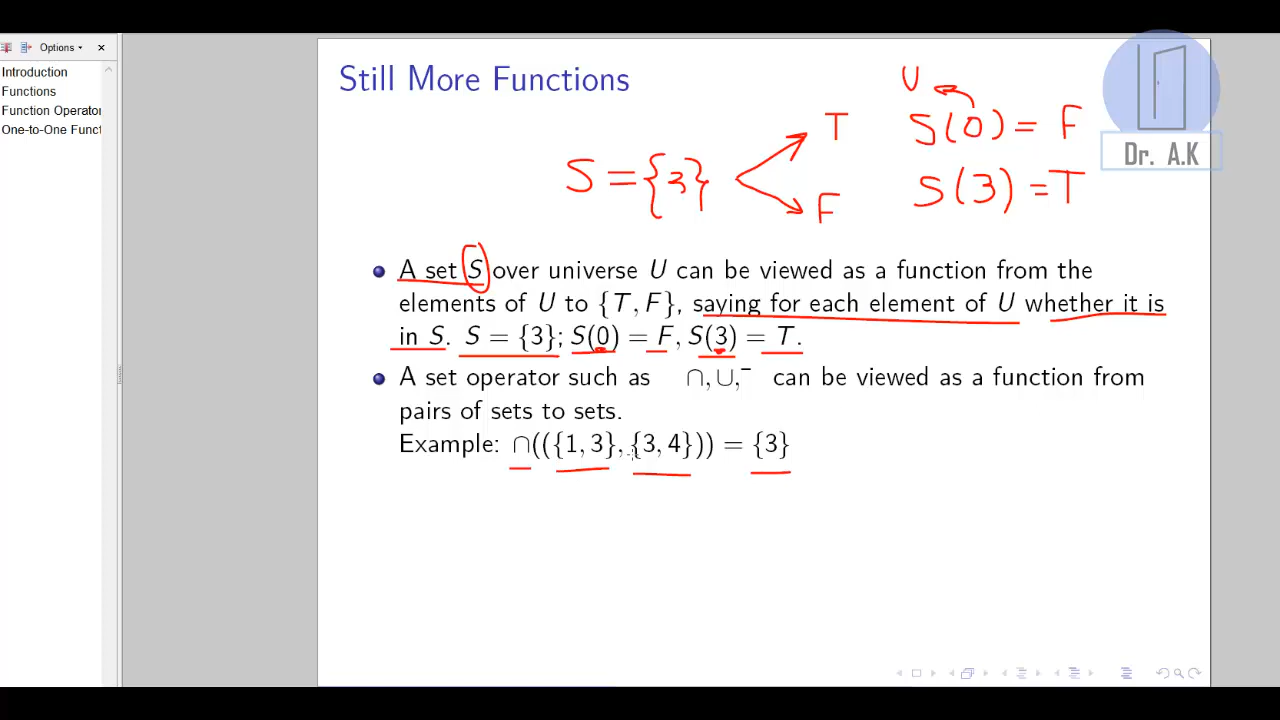 Options
Introduction
Functions
Function Operator
One-to-One Funct
Still More Functions
S = {3}
T
F
U
S(0) = F
S(3) = T
Dr. A.K
A set S over universe U can be viewed as a function from the
elements of U to {T, F}, saying for each element of U whether it is
in S. S = {3}; S(0) = F, S(3) = T.
A set operator such as ∩, ∪, ‾ can be viewed as a function from
pairs of sets to sets.
Example: ∩(({1, 3}, {3, 4})) = {3}